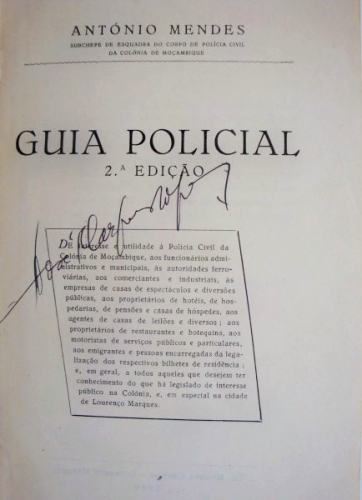 ANTÓNIO MENDES
SUBCHEFE DE ESQUADRA DO CORPO DE POLÍCIA CIVIL
DA COLÓNIA DE MOÇAMBIQUE
GUIA POLICIAL
2.ª EDIÇÃO
DE interesse e utilidade à Polícia Civil da
Colónia de Moçambique, aos funcionários admi-
nistrativos e municipais, às autoridades ferro-
viárias, aos comerciantes e industriais, às
empresas de casas de espectáculos e diversões
públicas, aos proprietários de hotéis, de hos-
pedarias, de pensões e casas de hóspedes, aos
agentes de casas de leilões e diversos; aos
proprietários de restaurantes e botequins, aos
motoristas de serviços públicos e particulares,
aos emigrantes e pessoas encarregadas da lega-
lização dos respectivos bilhetes de residência;
e, em geral, a todos aqueles que desejem ter
conhecimento do que há legislado de interesse
público na Colónia, e, em especial na cidade
de Lourenço Marques.